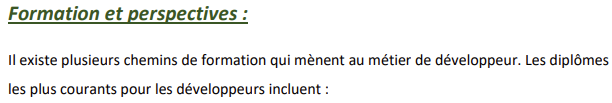 Formation et perspectives :
Il existe plusieurs chemins de formation qui mènent au métier de développeur. Les diplômes
les plus courants pour les développeurs incluent :